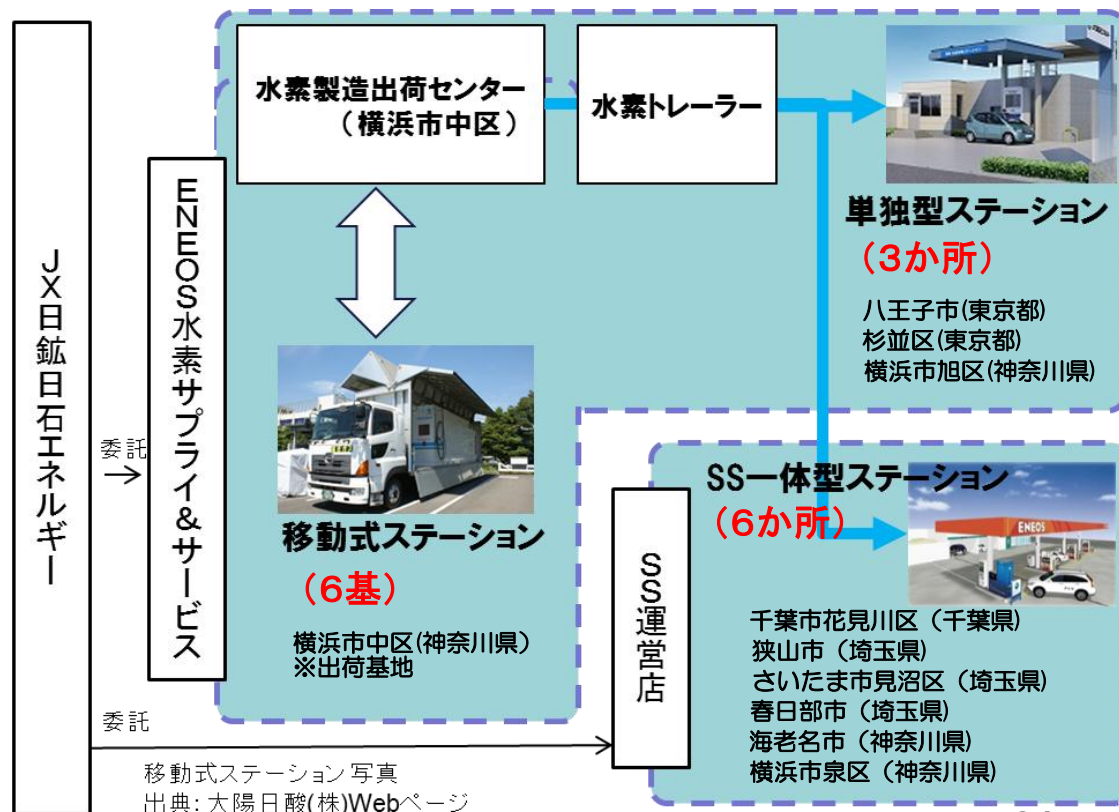 JX日鉱日石エネルギー
委託
ENEOS水素サプライ&サービス
水素製造出荷センター
（横浜市中区）
水素トレーラー
単独型ステーション
（3か所）
八王子市(東京都)
杉並区(東京都)
横浜市旭区(神奈川県)
移動式ステーション
（6基）
横浜市中区(神奈川県)
※出荷基地
SS運営店
SS一体型ステーション
（6か所）
ENEOS
千葉市花見川区（千葉県）
狭山市（埼玉県）
さいたま市見沼区（埼玉県）
春日部市（埼玉県）
海老名市（神奈川県）
横浜市泉区（神奈川県）
委託
移動式ステーション 写真
出典: 大陽日酸(株)Webページ